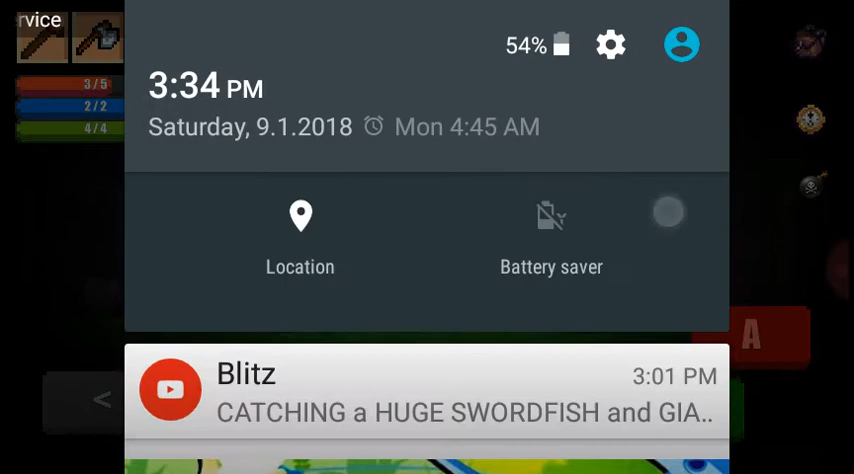 rvice
54%
3/5
3:34 PM
2/2
4/4
Saturday, 9.1.2018 Mon 4:45 AM
Location
Battery saver
A
Blitz
3:01 PM
<
CATCHING a HUGE SWORDFISH and GIA..